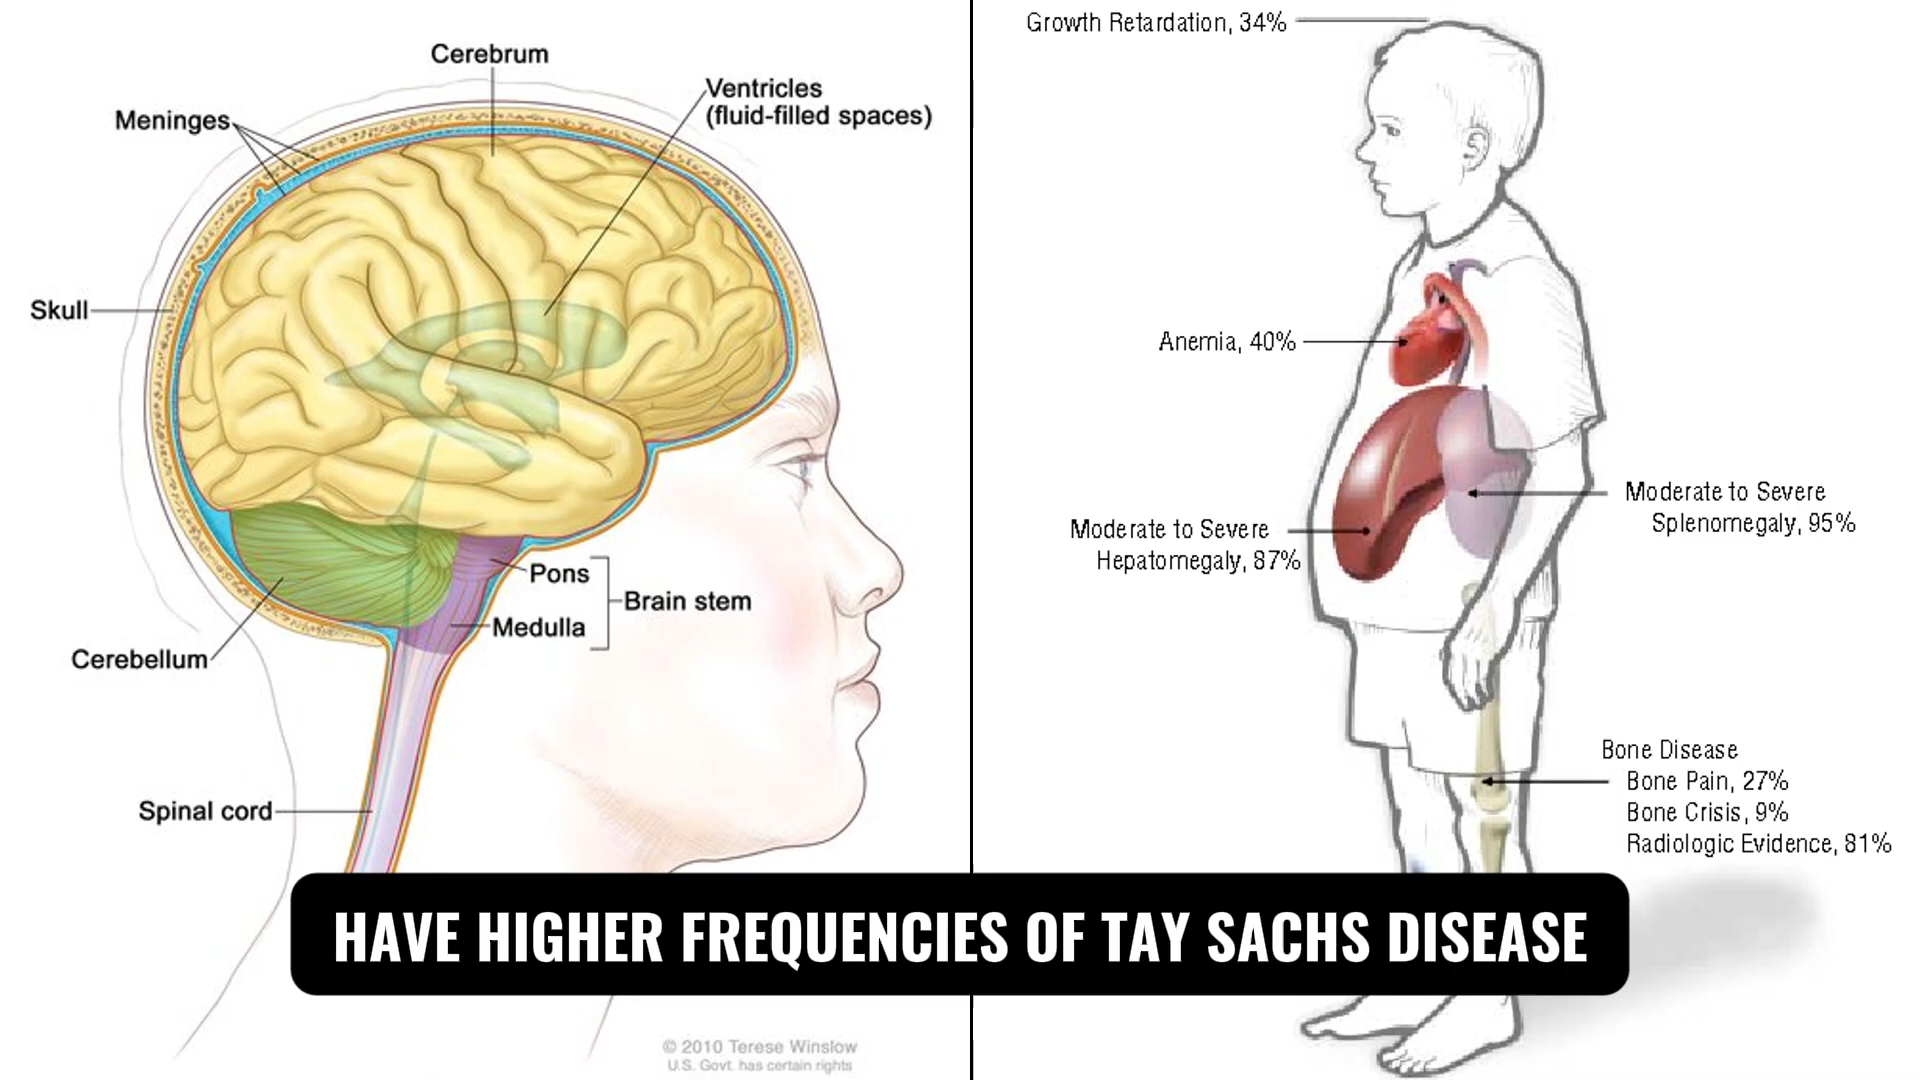 Cerebrum
Ventricles
(fluid-filled spaces)
Meninges
Skull
Pons
Brain stem
Medulla
Cerebellum
Spinal cord
© 2010 Terese Winslow
U.S. Govt. has certain rights
Growth Retardation, 34%
Anemia, 40%
Moderate to Severe
Splenomegaly, 95%
Moderate to Severe
Hepatomegaly, 87%
Bone Disease
Bone Pain, 27%
Bone Crisis, 9%
Radiologic Evidence, 81%
HAVE HIGHER FREQUENCIES OF TAY SACHS DISEASE